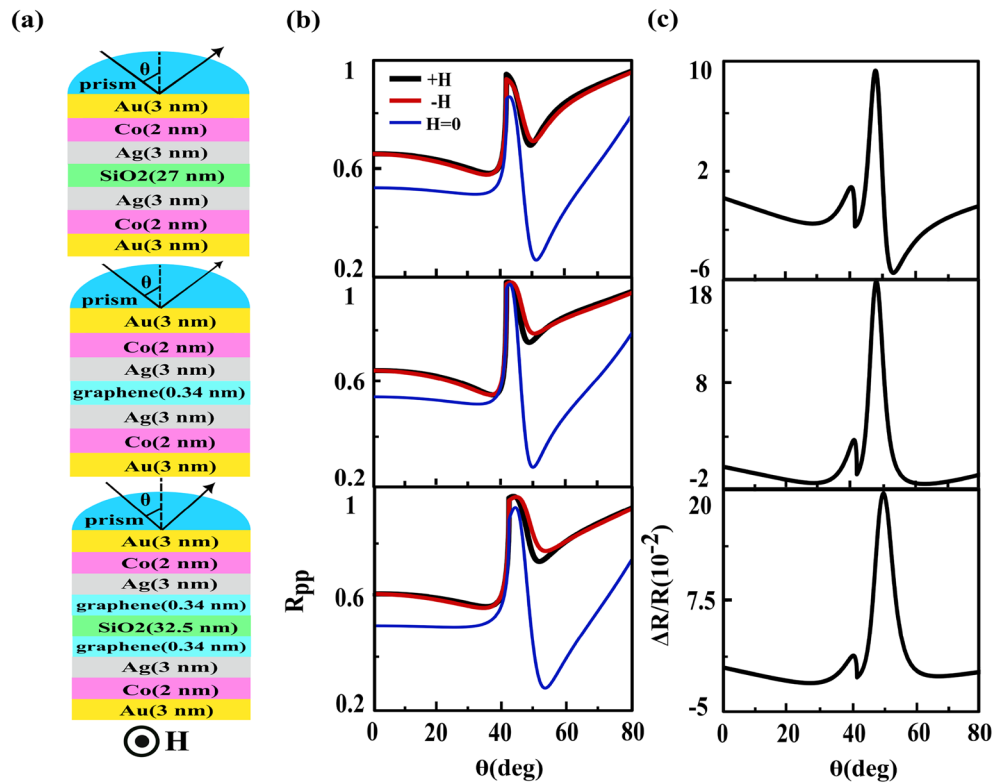 (a)
θ
prism
Au(3 nm)
Co(2 nm)
Ag(3 nm)
SiO2(27 nm)
Ag(3 nm)
Co(2 nm)
Au(3 nm)
θ
prism
Au(3 nm)
Co(2 nm)
Ag(3 nm)
graphene(0.34 nm)
Ag(3 nm)
Co(2 nm)
Au(3 nm)
θ
prism
Au(3 nm)
Co(2 nm)
Ag(3 nm)
graphene(0.34 nm)
SiO2(32.5 nm)
graphene(0.34 nm)
Ag(3 nm)
Co(2 nm)
Au(3 nm)
H
(b)
1
+H
-H
H=0
0.6
0.2
1
0.6
0.2
1
0.6
0.2
Rpp
0 20 40 60 80
θ(deg)
(c)
10
2
-6
18
8
-2
20
7.5
-5
ΔR/R(10-2)
0 20 40 60 80
θ(deg)